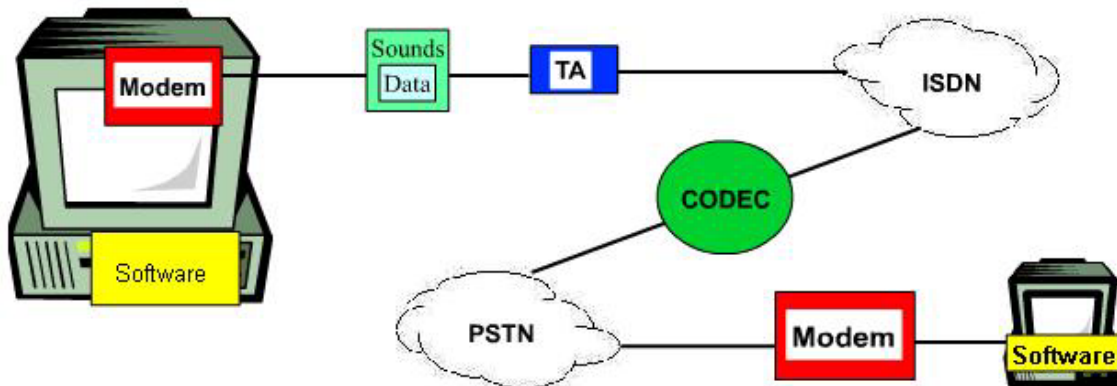 Modem
Sounds
Data
TA
ISDN
CODEC
Software
PSTN
Modem
Software